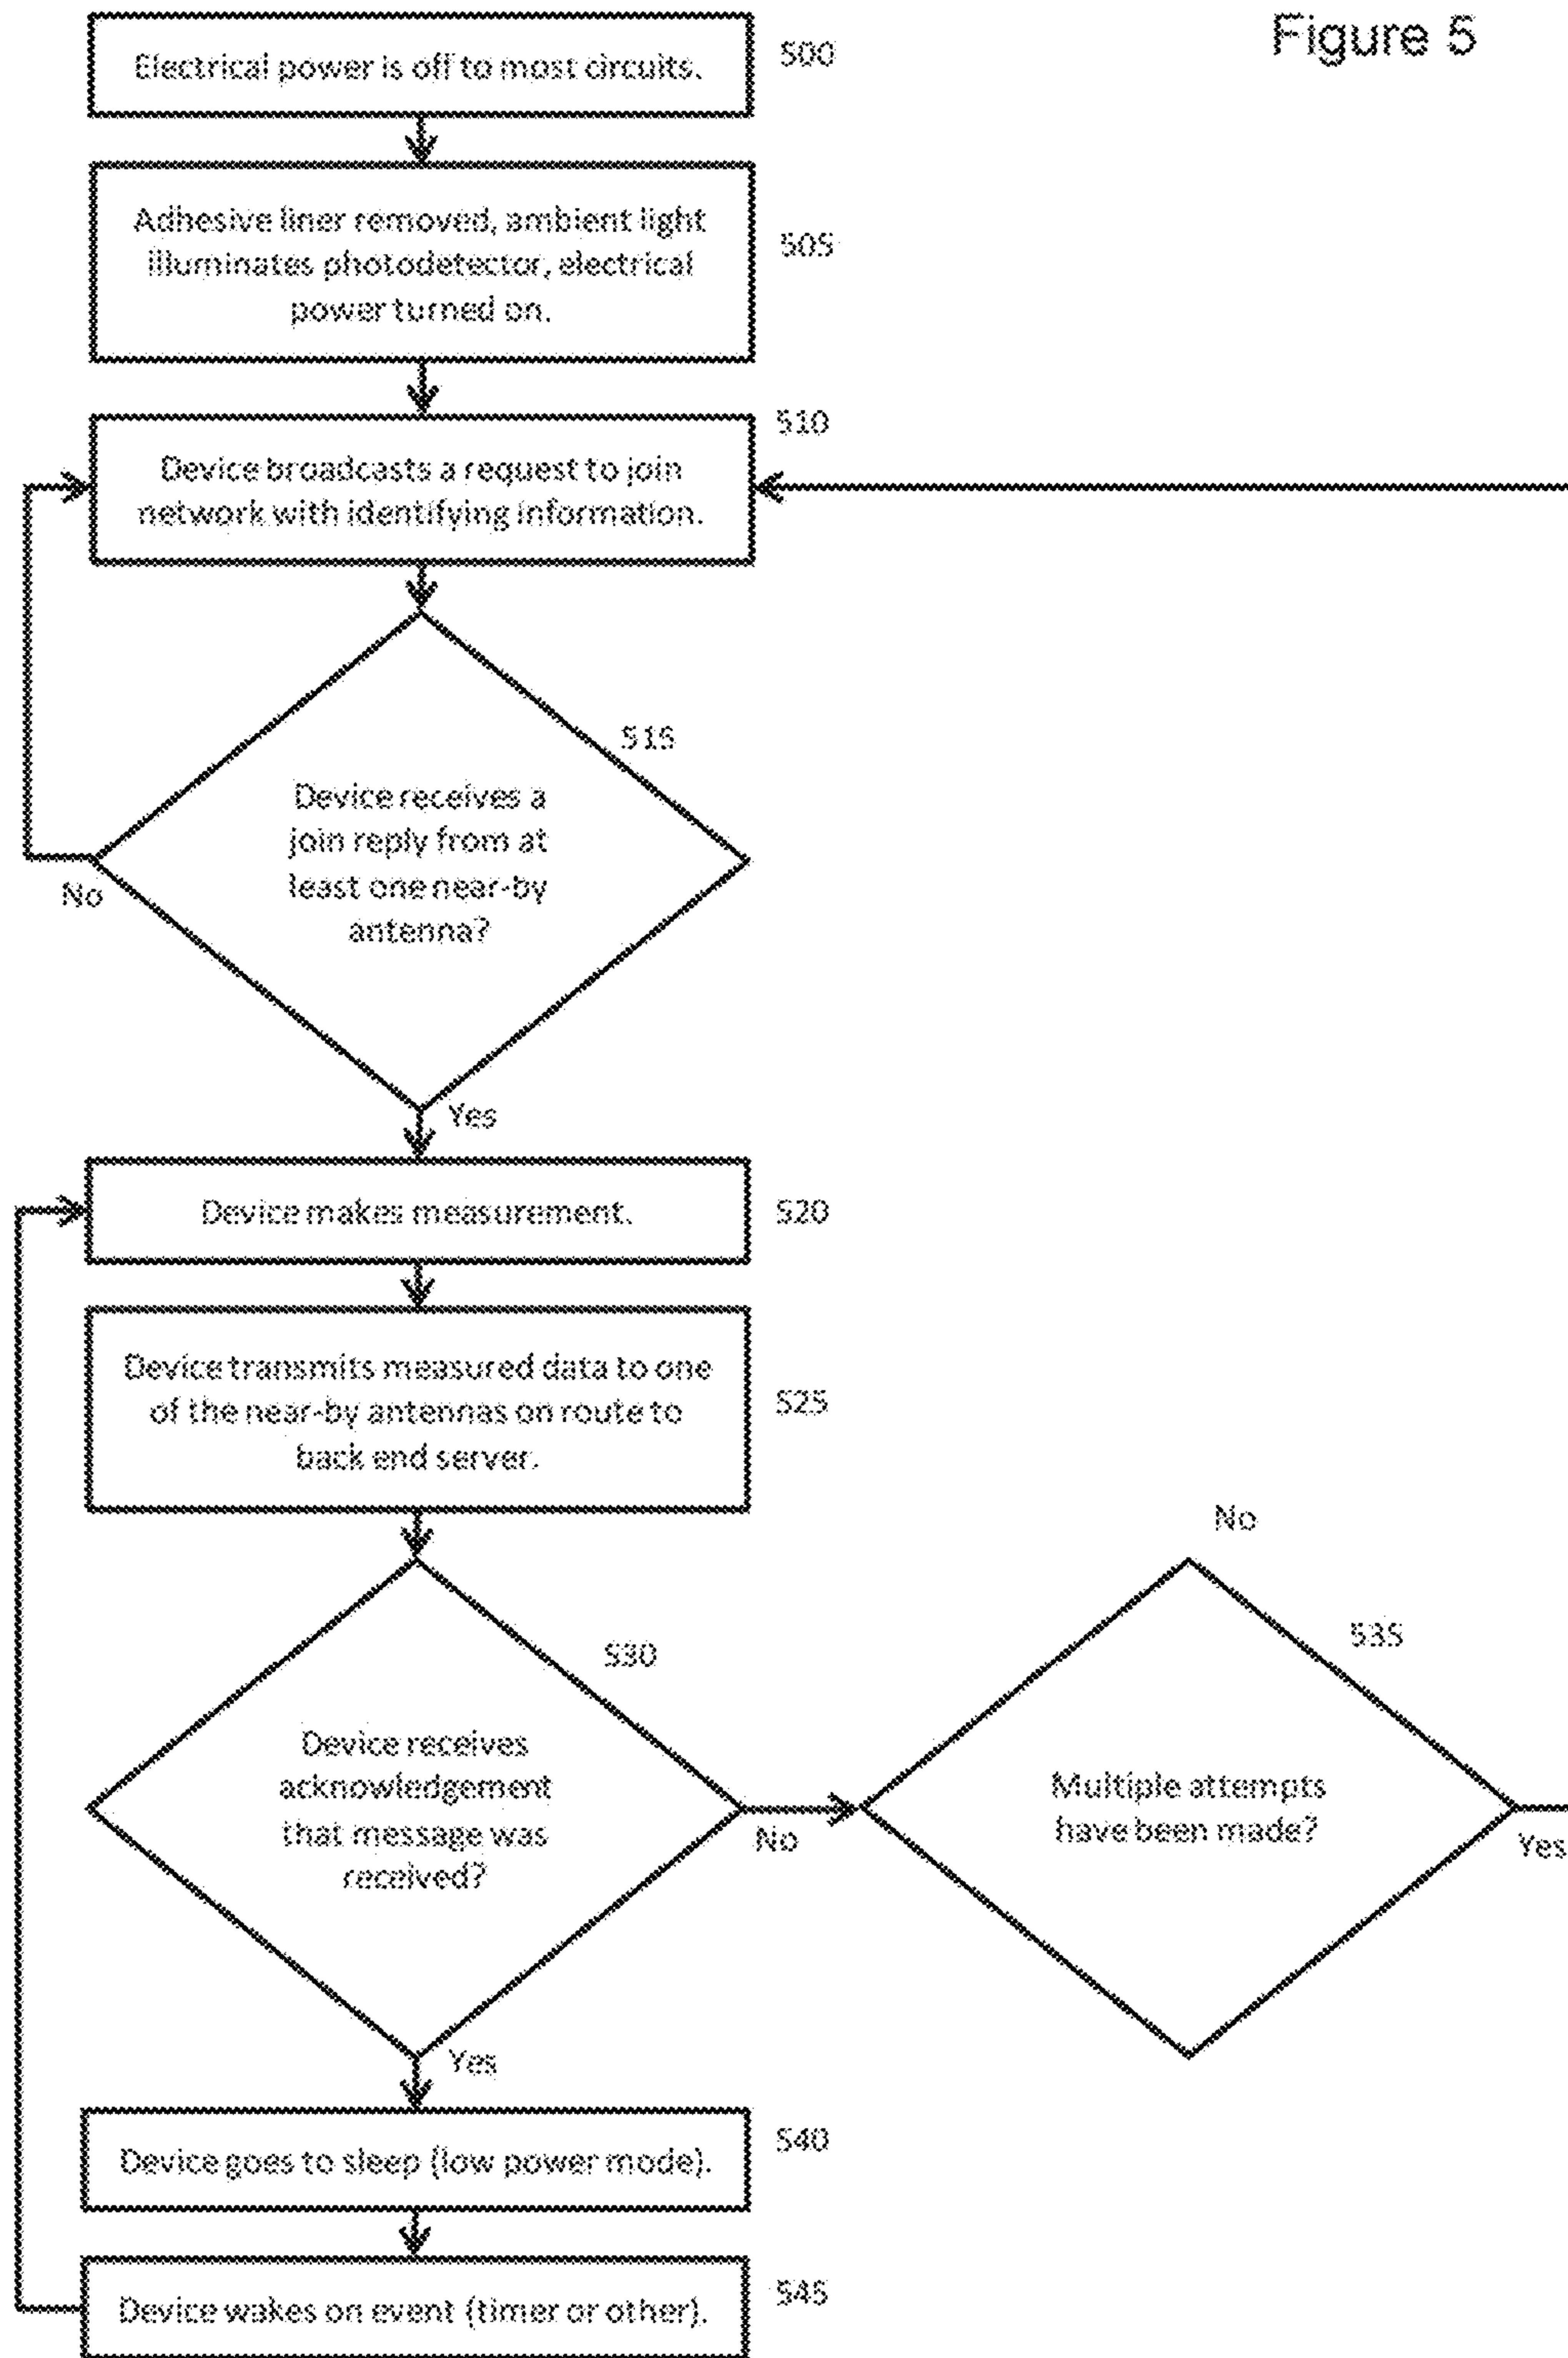 Figure 5
Electrical power is off to most circuits.
500
Adhesive liner removed, ambient light
illuminates photodetector, electrical
power turned on.
505
510
Device broadcasts a request to join
network with identifying information.
515
Device receives a
join reply from at
least one near-by
antenna?
No
Yes
Device makes measurement.
520
Device transmits measured data to one
of the near-by antennas on route to
back end server.
525
No
530
535
Device receives
acknowledgement
that message was
received?
No
Multiple attempts
have been made?
Yes
Yes
540
Device goes to sleep (low power mode).
545
Device wakes on event (timer or other).